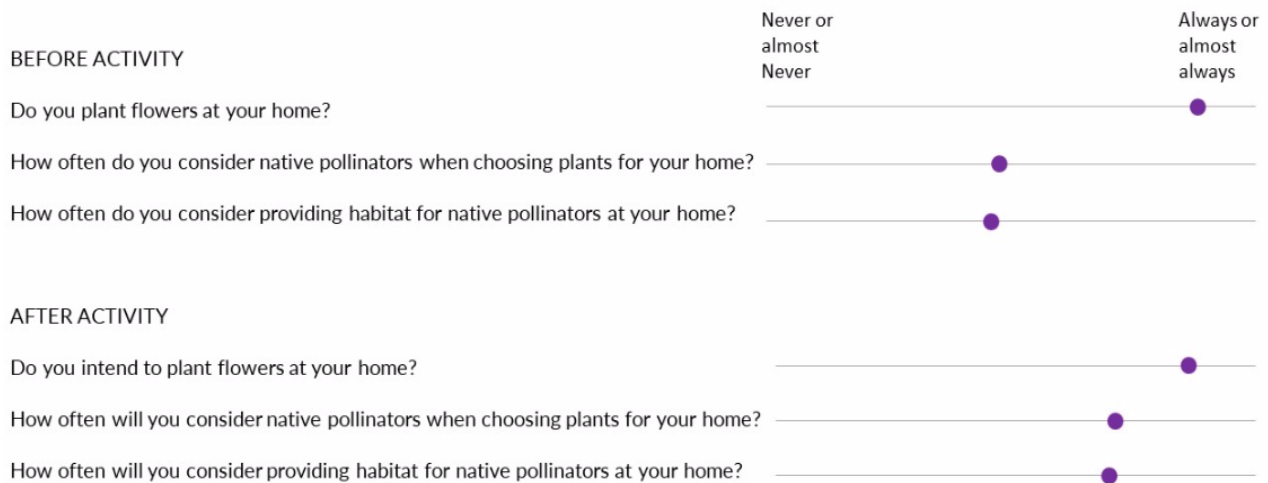 Never or
almost
Never
Always or
almost
always
BEFORE ACTIVITY
Do you plant flowers at your home?
How often do you consider native pollinators when choosing plants for your home?
How often do you consider providing habitat for native pollinators at your home?
AFTER ACTIVITY
Do you intend to plant flowers at your home?
How often will you consider native pollinators when choosing plants for your home?
How often will you consider providing habitat for native pollinators at your home?